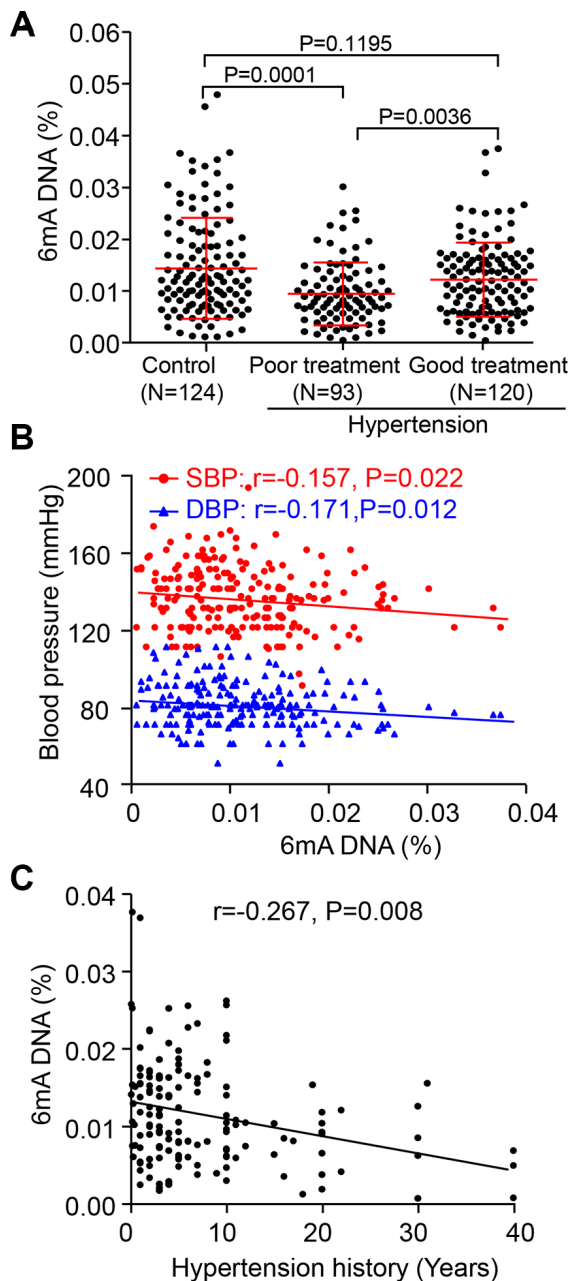 A
0.06
0.05
0.04
0.03
0.02
0.01
0.00
6mA DNA (%)
P=0.1195
P=0.0001
P=0.0036
Control Poor treatment Good treatment
(N=124) (N=93) (N=120)
Hypertension
B
200
160
120
80
40
Blood pressure (mmHg)
SBP: r=-0.157, P=0.022
DBP: r=-0.171,P=0.012
0 0.01 0.02 0.03 0.04
6mA DNA (%)
C
0.04
0.03
0.02
0.01
0.00
6mA DNA (%)
r=-0.267, P=0.008
0 10 20 30 40
Hypertension history (Years)